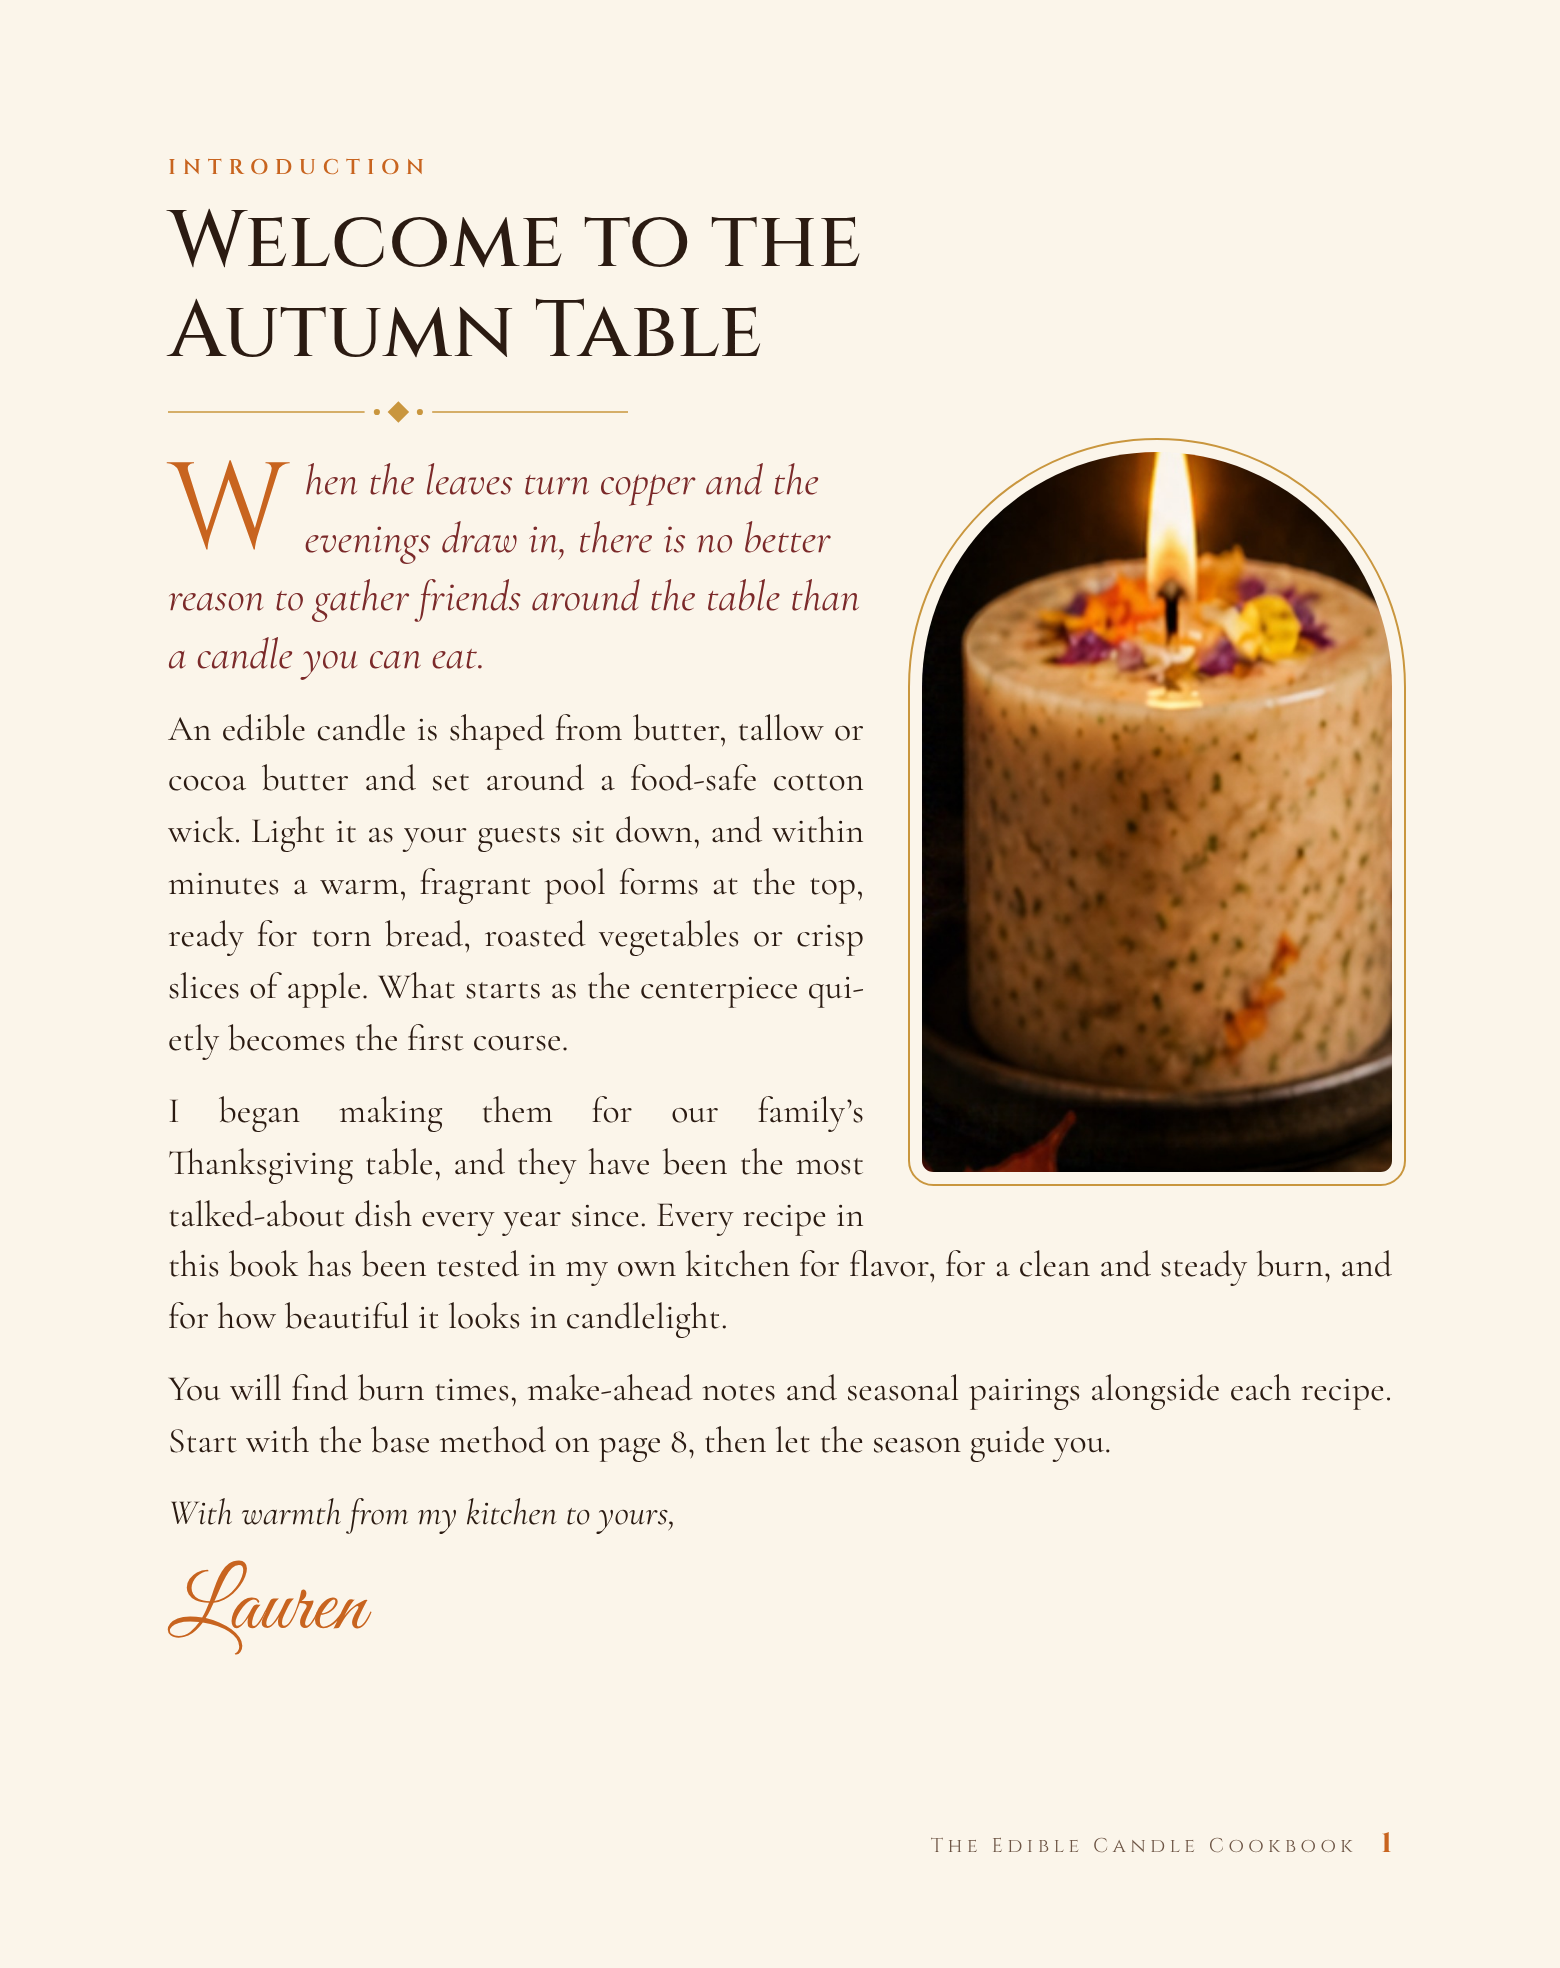 INTRODUCTION
Welcome to the
Autumn Table
When the leaves turn copper and the
evenings draw in, there is no better
reason to gather friends around the table than
a candle you can eat.
An edible candle is shaped from butter, tallow or
cocoa butter and set around a food-safe cotton
wick. Light it as your guests sit down, and within
minutes a warm, fragrant pool forms at the top,
ready for torn bread, roasted vegetables or crisp
slices of apple. What starts as the centerpiece qui-
etly becomes the first course.
I began making them for our family’s
Thanksgiving table, and they have been the most
talked-about dish every year since. Every recipe in
this book has been tested in my own kitchen for flavor, for a clean and steady burn, and
for how beautiful it looks in candlelight.
You will find burn times, make-ahead notes and seasonal pairings alongside each recipe.
Start with the base method on page 8, then let the season guide you.
With warmth from my kitchen to yours,
Lauren
The Edible Candle Cookbook 1